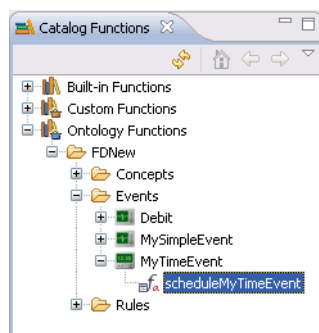 Catalog Functions
Built-in Functions
Custom Functions
Ontology Functions
FDNew
Concepts
Events
Debit
MySimpleEvent
MyTimeEvent
scheduleMyTimeEvent
Rules